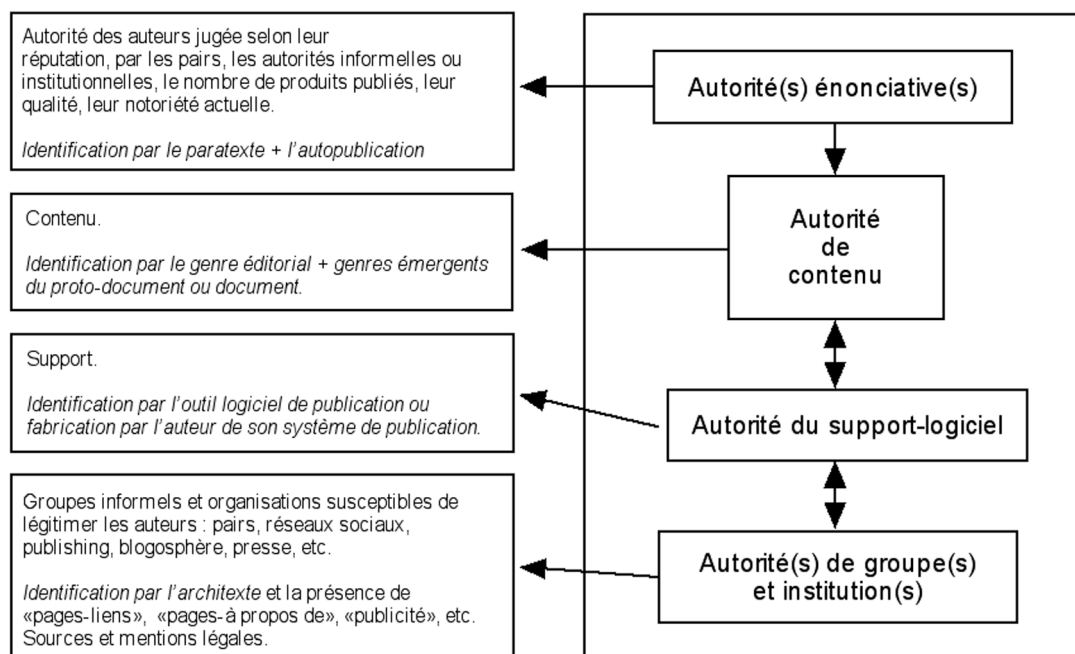 Autorité des auteurs jugée selon leur
réputation, par les pairs, les autorités informelles ou
institutionnelles, le nombre de produits publiés, leur
qualité, leur notoriété actuelle.
Identification par le paratexte + l'autopublication
Autorité(s) énonciative(s)
Contenu.
Identification par le genre éditorial + genres émergents
du proto-document ou document.
Autorité
de
contenu
Support.
Identification par l'outil logiciel de publication ou
fabrication par l'auteur de son système de publication.
Autorité du support-logiciel
Groupes informels et organisations susceptibles de
légitimer les auteurs : pairs, réseaux sociaux,
publishing, blogosphère, presse, etc.
Identification par l'architexte et la présence de
«pages-liens», «pages-à propos de», «publicité», etc.
Sources et mentions légales.
Autorité(s) de groupe(s)
et institution(s)